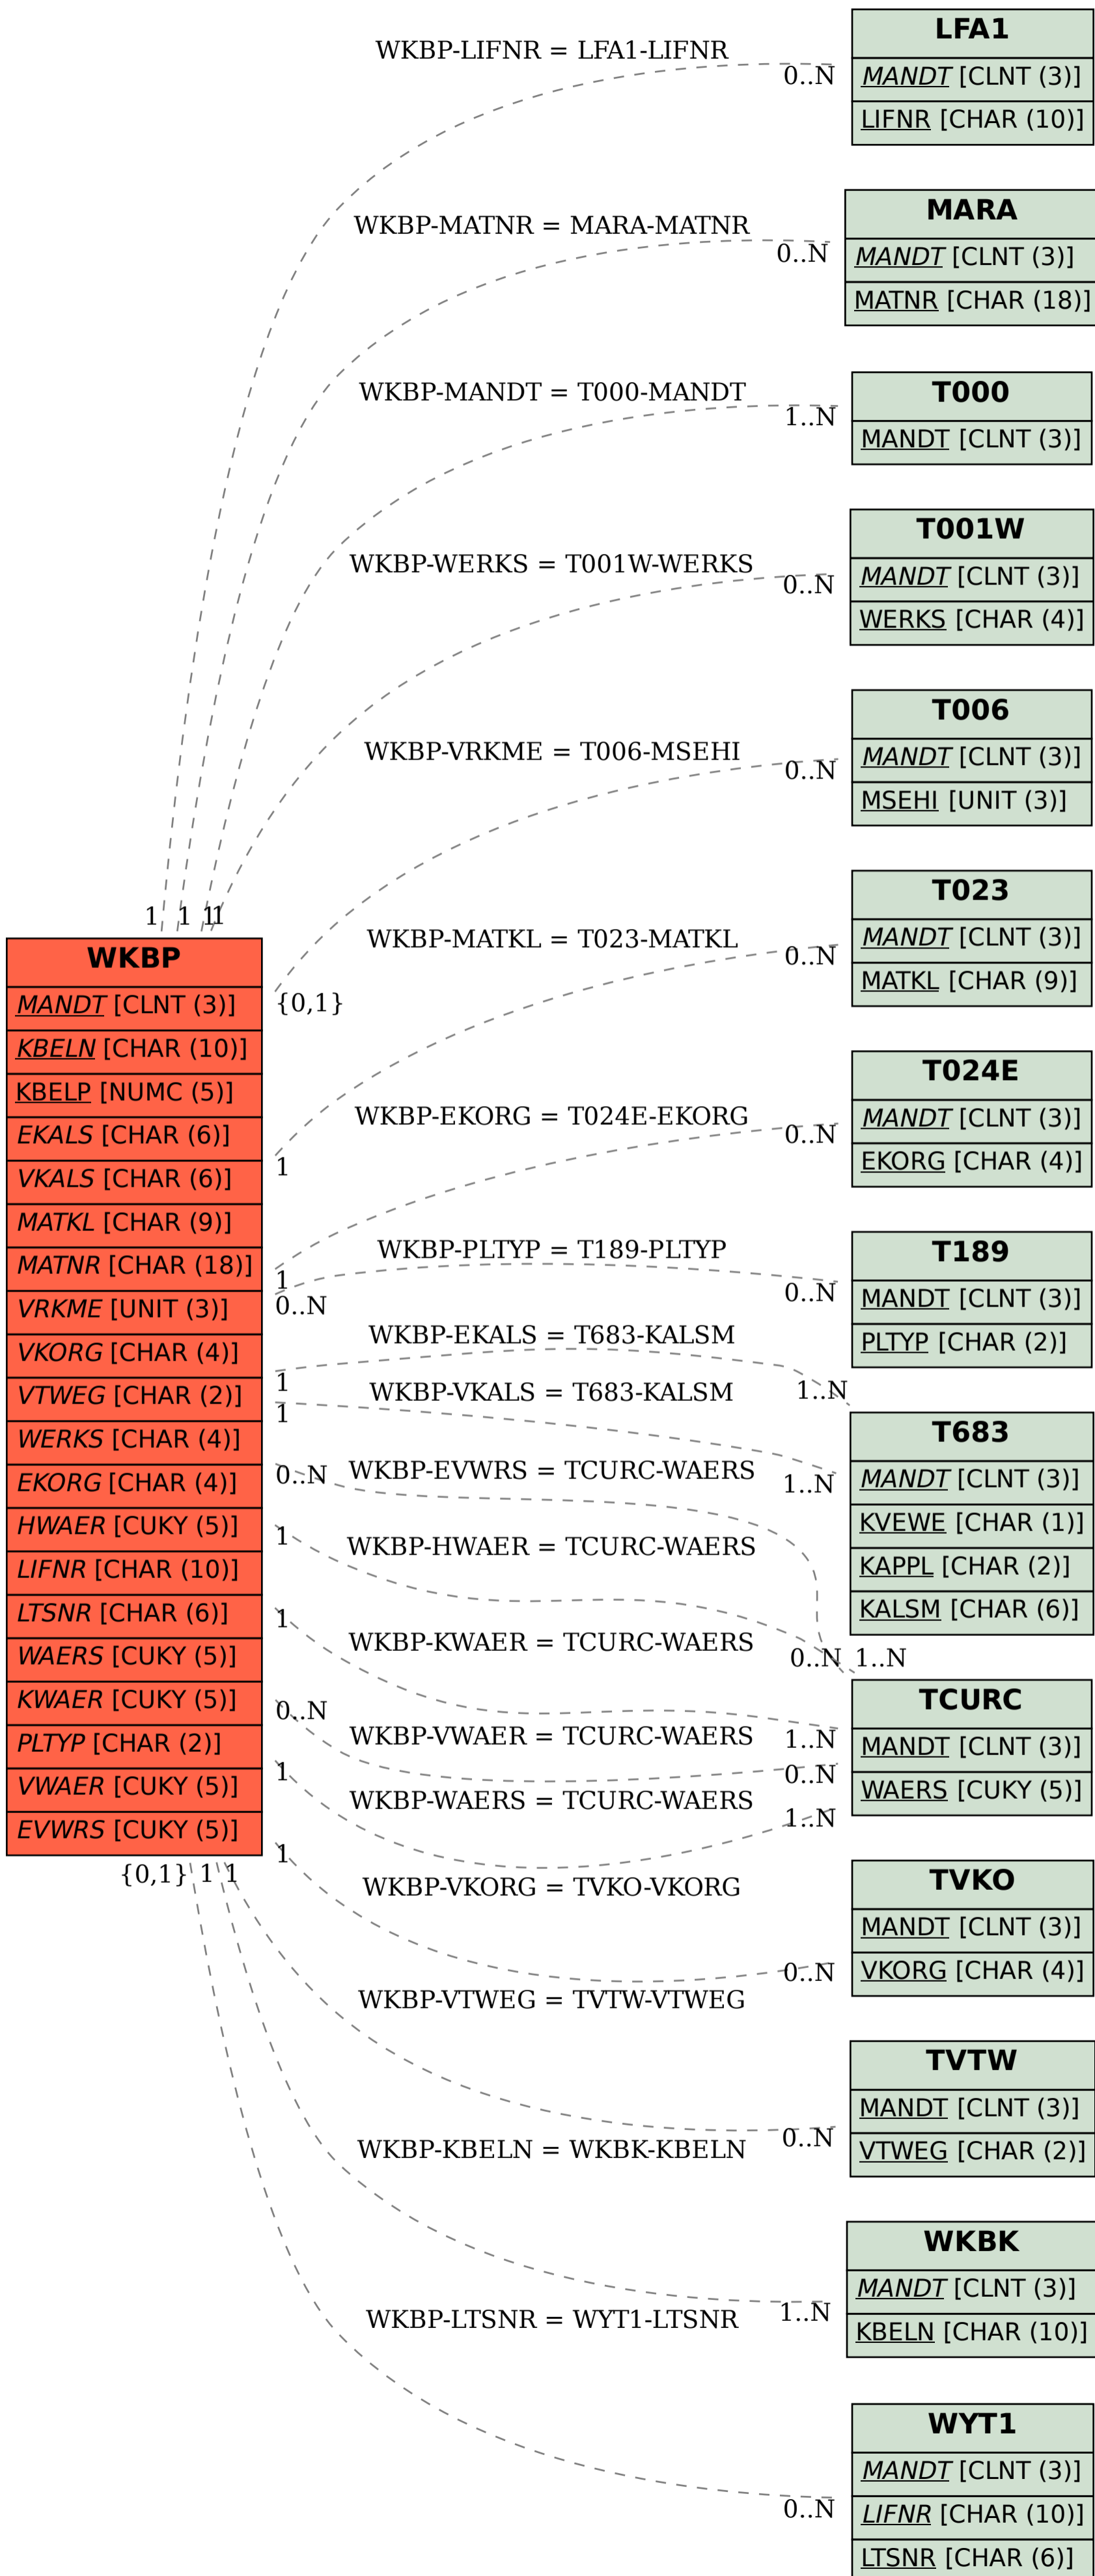 LFA1
WKBP-LIFNR = LFA1-LIFNR
0..N
MANDT [CLNT (3)]
LIFNR [CHAR (10)]
MARA
WKBP-MATNR = MARA-MATNR
0..N
MANDT [CLNT (3)]
MATNR [CHAR (18)]
T000
WKBP-MANDT = T000-MANDT
1..N
MANDT [CLNT (3)]
T001W
WKBP-WERKS = T001W-WERKS
0..N
MANDT [CLNT (3)]
WERKS [CHAR (4)]
T006
WKBP-VRKME = T006-MSEHI
0..N
MANDT [CLNT (3)]
MSEHI [UNIT (3)]
T023
WKBP-MATKL = T023-MATKL
0..N
MANDT [CLNT (3)]
MATKL [CHAR (9)]
T024E
WKBP-EKORG = T024E-EKORG
0..N
MANDT [CLNT (3)]
EKORG [CHAR (4)]
T189
WKBP-PLTYP = T189-PLTYP
0..N
MANDT [CLNT (3)]
PLTYP [CHAR (2)]
WKBP-EKALS = T683-KALSM
1..N
WKBP-VKALS = T683-KALSM
1..N
T683
MANDT [CLNT (3)]
KVEWE [CHAR (1)]
KAPPL [CHAR (2)]
KALSM [CHAR (6)]
WKBP-EVWRS = TCURC-WAERS
WKBP-HWAER = TCURC-WAERS
0..N
1..N
WKBP-KWAER = TCURC-WAERS
TCURC
1..N
MANDT [CLNT (3)]
WKBP-VWAER = TCURC-WAERS
0..N
WAERS [CUKY (5)]
WKBP-WAERS = TCURC-WAERS
1..N
TVKO
WKBP-VKORG = TVKO-VKORG
MANDT [CLNT (3)]
0..N
VKORG [CHAR (4)]
WKBP-VTWEG = TVTW-VTWEG
TVTW
MANDT [CLNT (3)]
0..N
VTWEG [CHAR (2)]
WKBP-KBELN = WKBK-KBELN
WKBK
MANDT [CLNT (3)]
1..N
KBELN [CHAR (10)]
WKBP-LTSNR = WYT1-LTSNR
WYT1
MANDT [CLNT (3)]
0..N
LIFNR [CHAR (10)]
LTSNR [CHAR (6)]
1
1
1
1
WKBP
MANDT [CLNT (3)]
KBELN [CHAR (10)]
KBELP [NUMC (5)]
EKALS [CHAR (6)]
VKALS [CHAR (6)]
MATKL [CHAR (9)]
MATNR [CHAR (18)]
VRKME [UNIT (3)]
VKORG [CHAR (4)]
VTWEG [CHAR (2)]
WERKS [CHAR (4)]
EKORG [CHAR (4)]
HWAER [CUKY (5)]
LIFNR [CHAR (10)]
LTSNR [CHAR (6)]
WAERS [CUKY (5)]
KWAER [CUKY (5)]
PLTYP [CHAR (2)]
VWAER [CUKY (5)]
EVWRS [CUKY (5)]
{0,1}
1
1
0..N
1
1
0..N
1
1
0..N
1
1
{0,1}
1
1